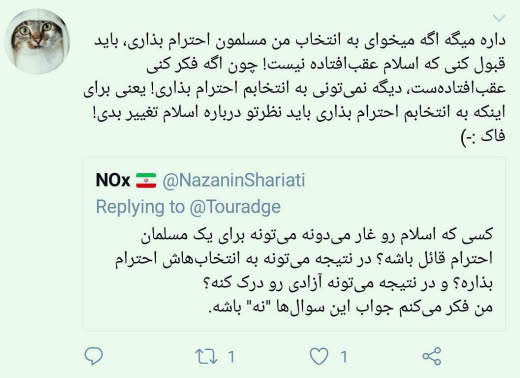 داره میگه اگه میخوای به انتخاب من مسلمون احترام بذاری، باید
قبول کنی که اسلام عقب‌افتاده نیست! چون اگه فکر کنی
عقب‌افتاده‌ست، دیگه نمی‌تونی به انتخابم احترام بذاری! یعنی برای
اینکه به انتخابم احترام بذاری باید نظرتو درباره اسلام تغییر بدی!
فاک :-)
NOx @NazaninShariati
Replying to @Touradge
کسی که اسلام رو غار می‌دونه می‌تونه برای یک مسلمان
احترام قائل باشه؟ در نتیجه می‌تونه به انتخاب‌هاش احترام
بذاره؟ و در نتیجه می‌تونه آزادی رو درک کنه؟
من فکر می‌کنم جواب این سوال‌ها "نه" باشه.
1 1